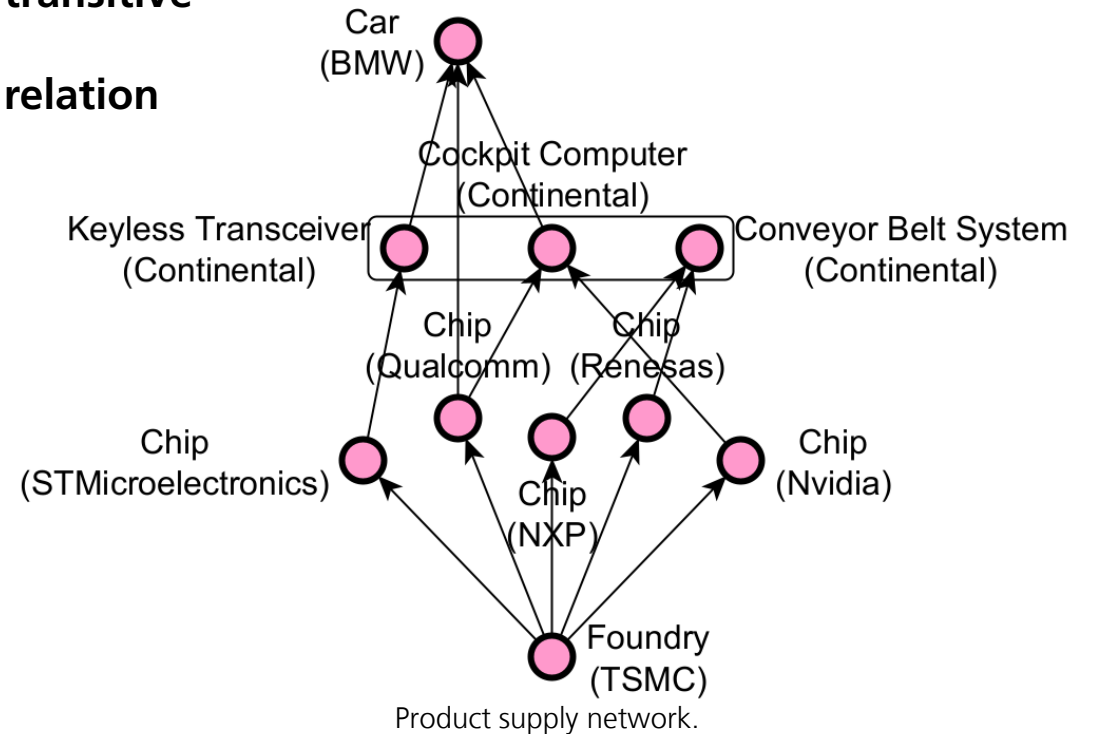 transitive
relation
Car
(BMW)
Cockpit Computer
(Continental)
Keyless Transceiver
(Continental)
Conveyor Belt System
(Continental)
Chip
(Qualcomm)
Chip
(Renesas)
Chip
(STMicroelectronics)
Chip
(NXP)
Chip
(Nvidia)
Foundry
(TSMC)
Product supply network.